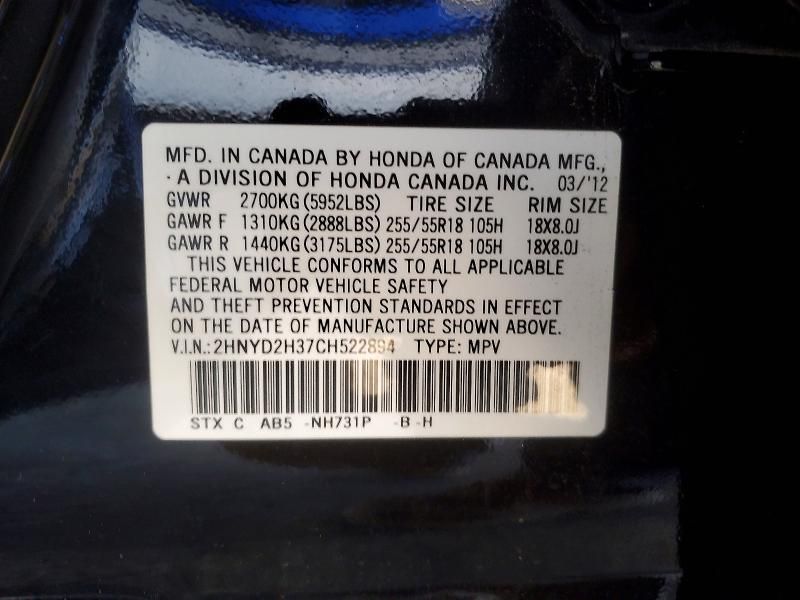 MFD. IN CANADA BY HONDA OF CANADA MFG.,
· A DIVISION OF HONDA CANADA INC. 03/'12
GVWR 2700KG (5952LBS) TIRE SIZE RIM SIZE
GAWR F 1310KG (2888LBS) 255/55R18 105H 18X8.0J
GAWR R 1440KG (3175LBS) 255/55R18 105H 18X8.0J
THIS VEHICLE CONFORMS TO ALL APPLICABLE
FEDERAL MOTOR VEHICLE SAFETY
AND THEFT PREVENTION STANDARDS IN EFFECT
ON THE DATE OF MANUFACTURE SHOWN ABOVE.
V.I.N.: 2HNYD2H37CH522894 TYPE: MPV
STX C AB5 -NH731P -B -H